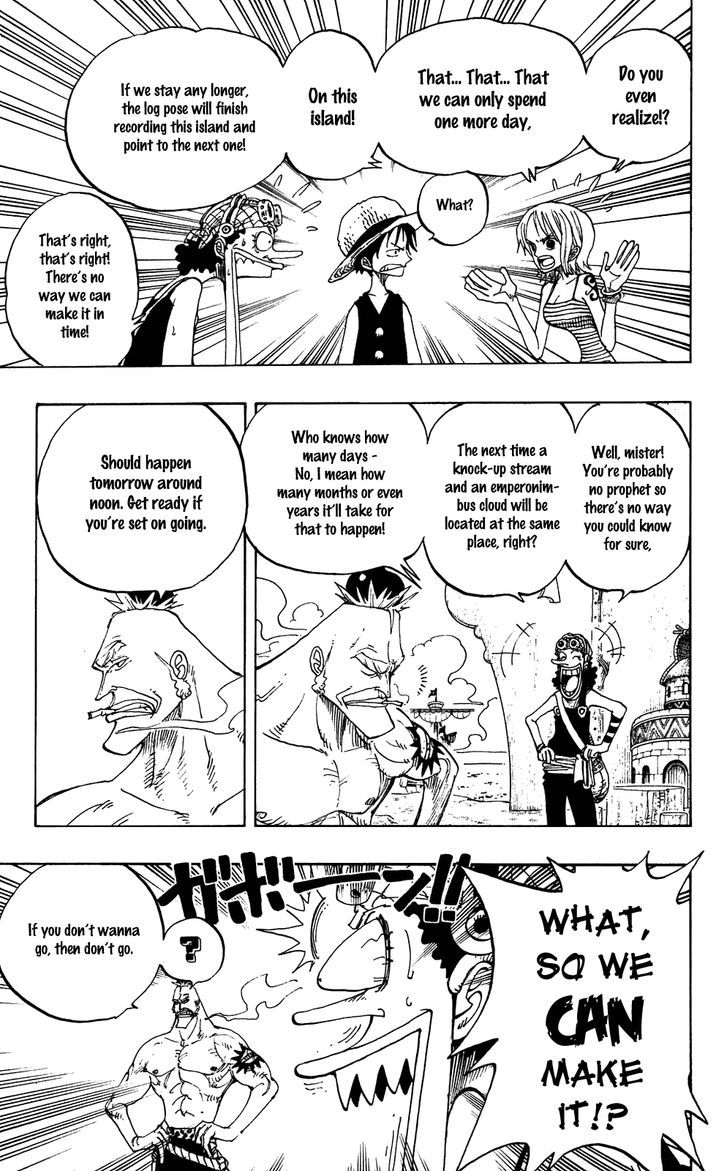 Do you
even
realize!?
That... That... That
we can only spend
one more day,
On this
island!
If we stay any longer,
the log pose will finish
recording this island and
point to the next one!
What?
That's right,
that's right!
There's no
way we can
make it in
time!
Well, mister!
You're probably
no prophet so
there's no way
you could know
for sure,
The next time a
knock-up stream
and an emperonim-
bus cloud will be
located at the same
place, right?
Who knows how
many days -
No, I mean how
many months or even
years it'll take for
that to happen!
Should happen
tomorrow around
noon. Get ready if
you're set on going.
WHAT,
SO WE
CAN
MAKE
IT!?
ガボーーン!!
?
If you don't wanna
go, then don't go.